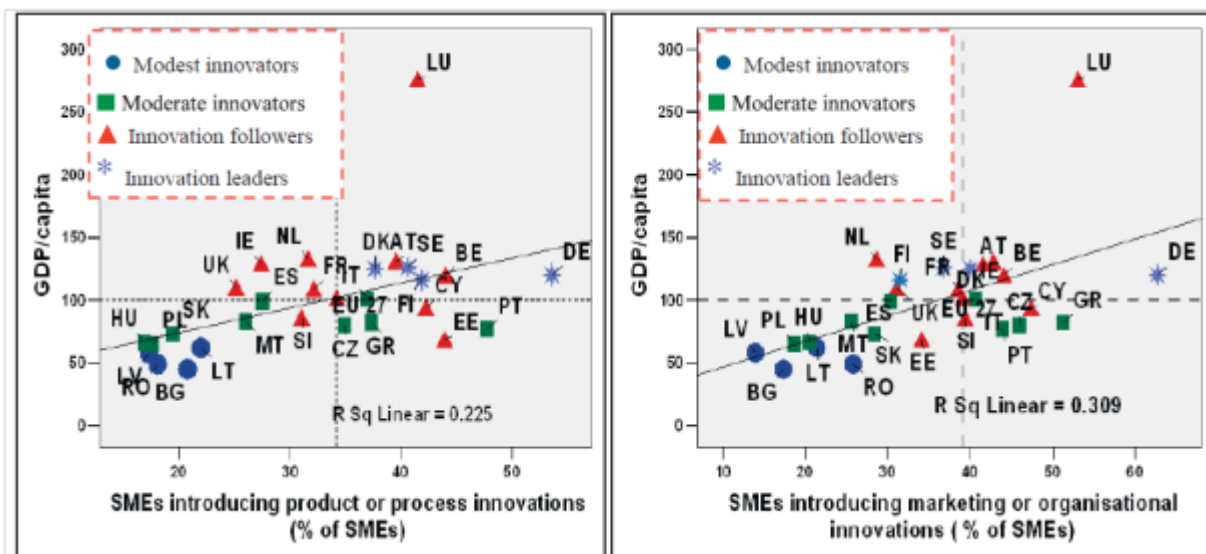 300
250
200
150
100
50
0
GDP/capita
Modest innovators
Moderate innovators
Innovation followers
Innovation leaders
LU
IE
NL
DK
AT
SE
BE
DE
UK
ES
FR
IT
CY
HU
PL
SK
EU
27
FI
PT
MT
SI
CZ
GR
EE
LV
RO
BG
LT
R Sq Linear = 0.225
20
30
40
50
SMEs introducing product or process innovations
(% of SMEs)
300
250
200
150
100
50
0
GDP/capita
Modest innovators
Moderate innovators
Innovation followers
Innovation leaders
LU
NL
FI
SE
AT
BE
DE
FR
DK
IE
LV
PL
HU
ES
UK
EU
27
CZ
CY
GR
MT
SK
EE
SI
IT
PT
BG
LT
RO
R Sq Linear = 0.309
10
20
30
40
50
60
SMEs introducing marketing or organisational
innovations ( % of SMEs)